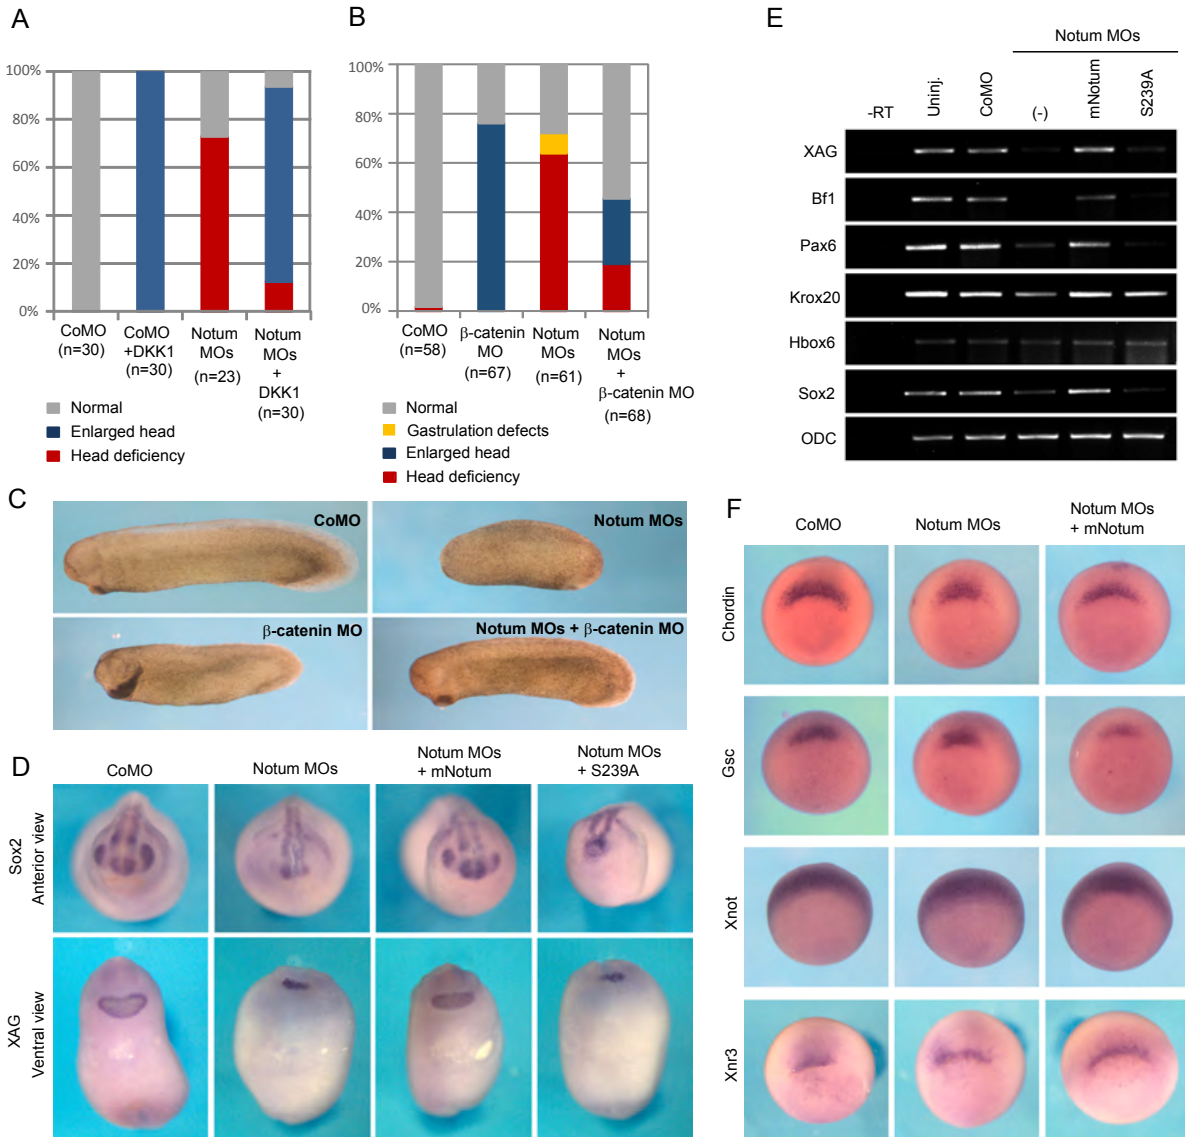 A
100%
80%
60%
40%
20%
0%
CoMO
(n=30)
CoMO
+DKK1
(n=30)
Notum
MOs
(n=23)
Notum
MOs
+
DKK1
(n=30)
Normal
Enlarged head
Head deficiency
B
100%
80%
60%
40%
20%
0%
CoMO
(n=58)
β-catenin
MO
(n=67)
Notum
MOs
(n=61)
Notum
MOs
+
β-catenin MO
(n=68)
Normal
Gastrulation defects
Enlarged head
Head deficiency
C
CoMO
Notum MOs
β-catenin MO
Notum MOs + β-catenin MO
D
CoMO
Notum MOs
Notum MOs
+ mNotum
Notum MOs
+ S239A
Sox2
Anterior view
XAG
Ventral view
E
Notum MOs
-RT
Uninj.
CoMO
(-)
mNotum
S239A
XAG
Bf1
Pax6
Krox20
Hbox6
Sox2
ODC
F
CoMO
Notum MOs
Notum MOs
+ mNotum
Chordin
Gsc
Xnot
Xnr3